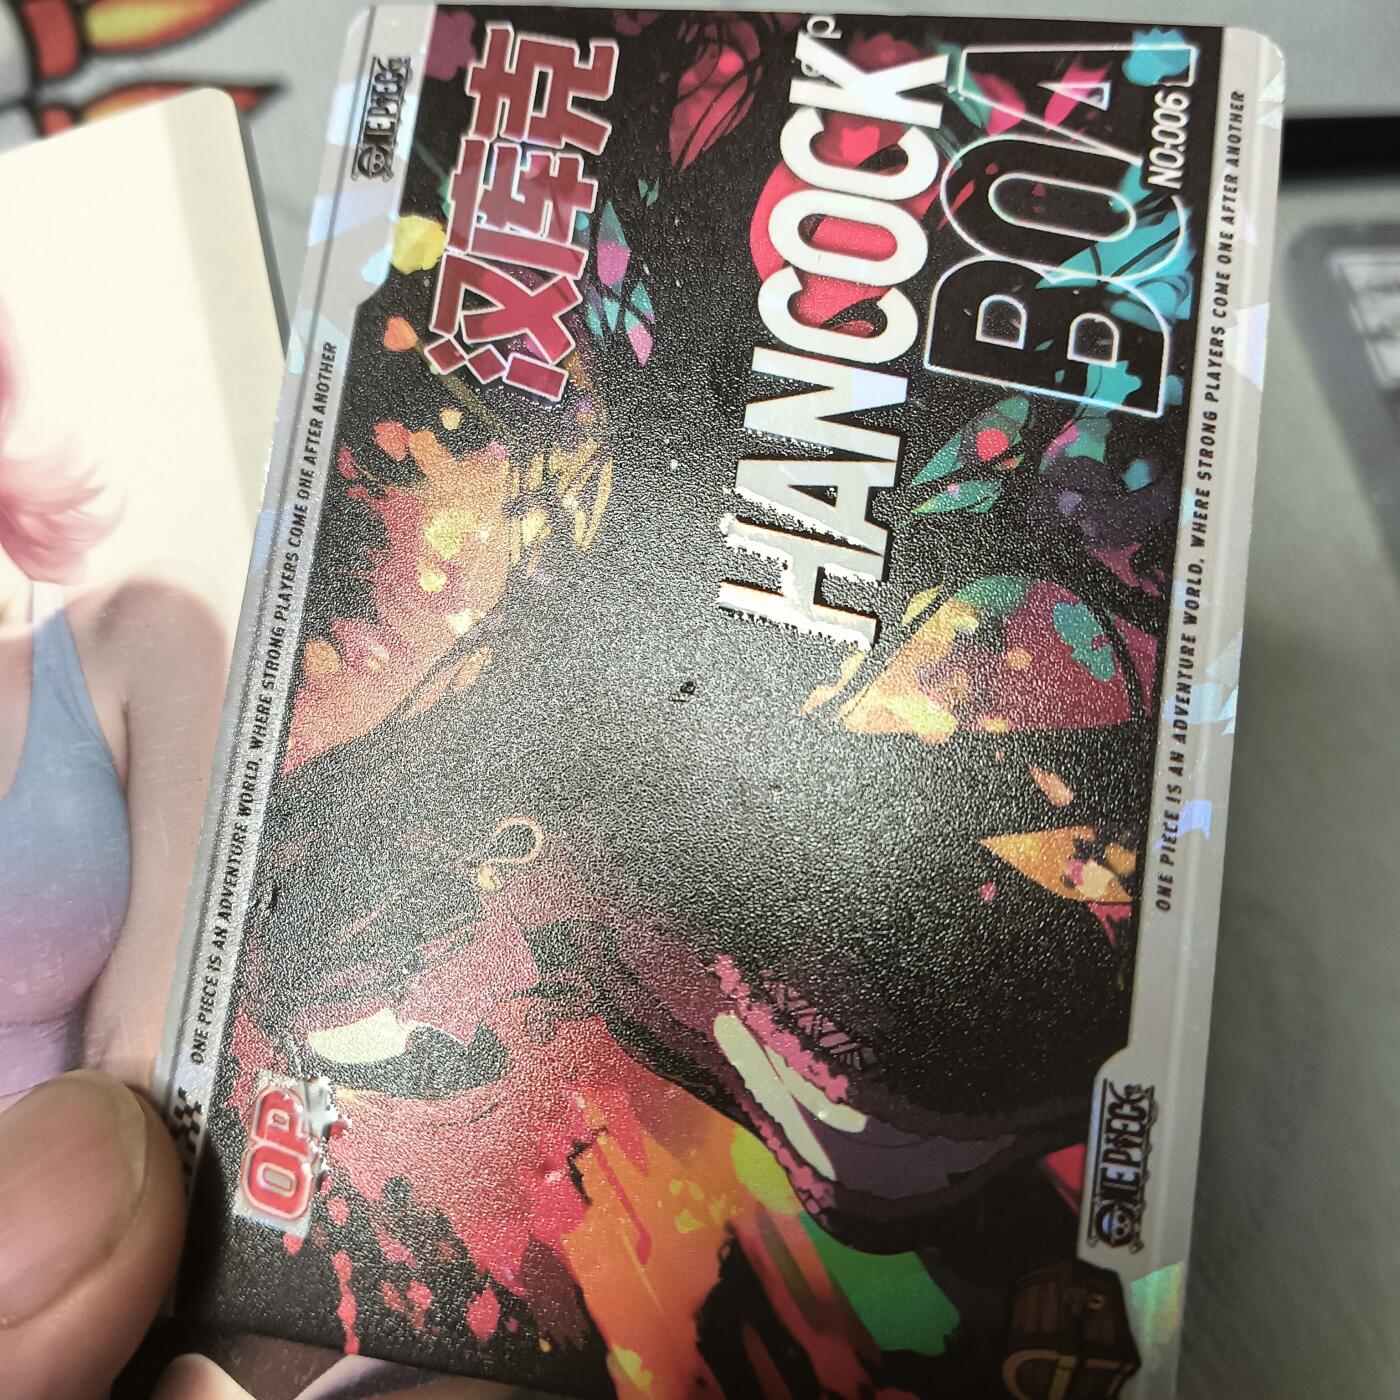 ONE PIECE
汉库克
ONE PIECE IS AN ADVENTURE WORLD, WHERE STRONG PLAYERS COME ONE AFTER ANOTHER
OP
HANCOCK
BOA
NO.006
ONE PIECE IS AN ADVENTURE WORLD, WHERE STRONG PLAYERS COME ONE AFTER ANOTHER
ONE PIECE